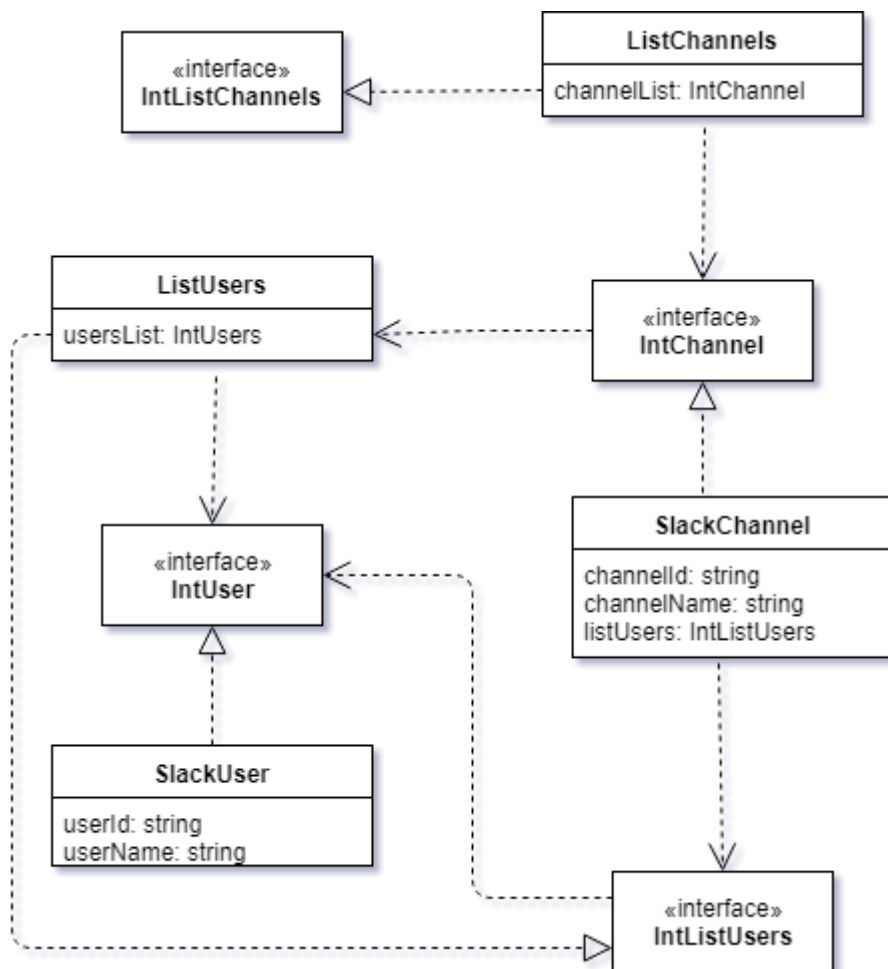 ListChannels
«interface»
IntListChannels
channelList: IntChannel
ListUsers
usersList: IntUsers
«interface»
IntChannel
«interface»
IntUser
SlackChannel
channelId: string
channelName: string
listUsers: IntListUsers
SlackUser
userId: string
userName: string
«interface»
IntListUsers